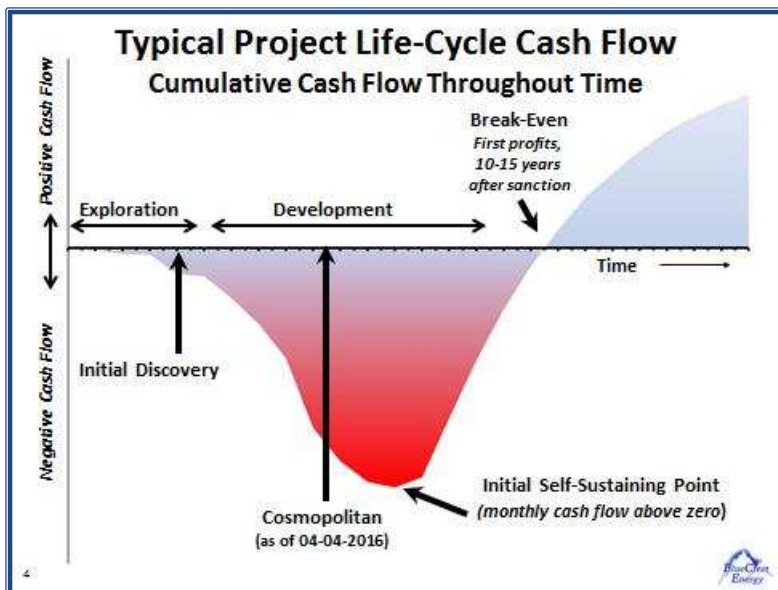 Typical Project Life-Cycle Cash Flow
Cumulative Cash Flow Throughout Time
Positive Cash Flow
Negative Cash Flow
Break-Even
First profits,
10-15 years
after sanction
Exploration
Development
Time
Initial Discovery
Cosmopolitan
(as of 04-04-2016)
Initial Self-Sustaining Point
(monthly cash flow above zero)
4
BlueCrest
Energy